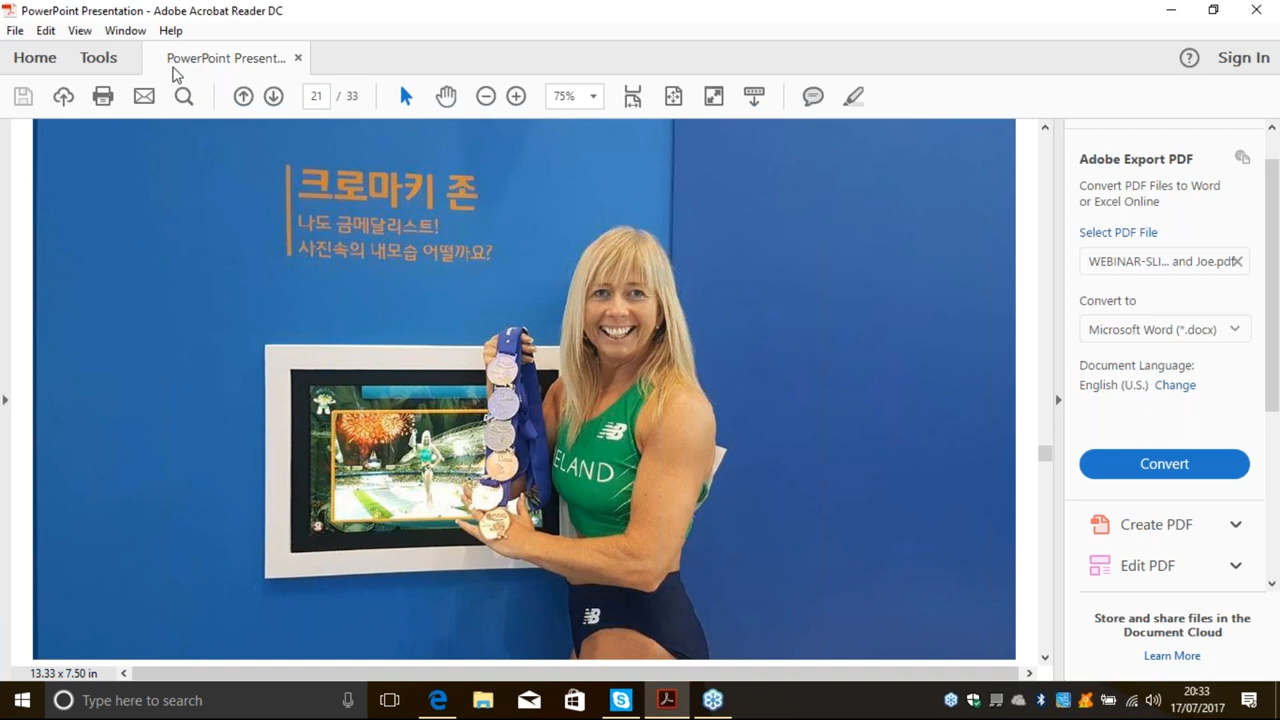 PowerPoint Presentation - Adobe Acrobat Reader DC
File Edit View Window Help
Home Tools PowerPoint Present... Sign In
21 / 33 75%
크로마키 존
나도 금메달리스트!
사진속의 내모습 어떨까요?
ELAND
Adobe Export PDF
Convert PDF Files to Word
or Excel Online
Select PDF File
WEBINAR-SLI... and Joe.pdf
Convert to
Microsoft Word (*.docx)
Document Language:
English (U.S.) Change
Convert
Create PDF
Edit PDF
Store and share files in the
Document Cloud
Learn More
13.33 x 7.50 in
Type here to search
20:33
17/07/2017